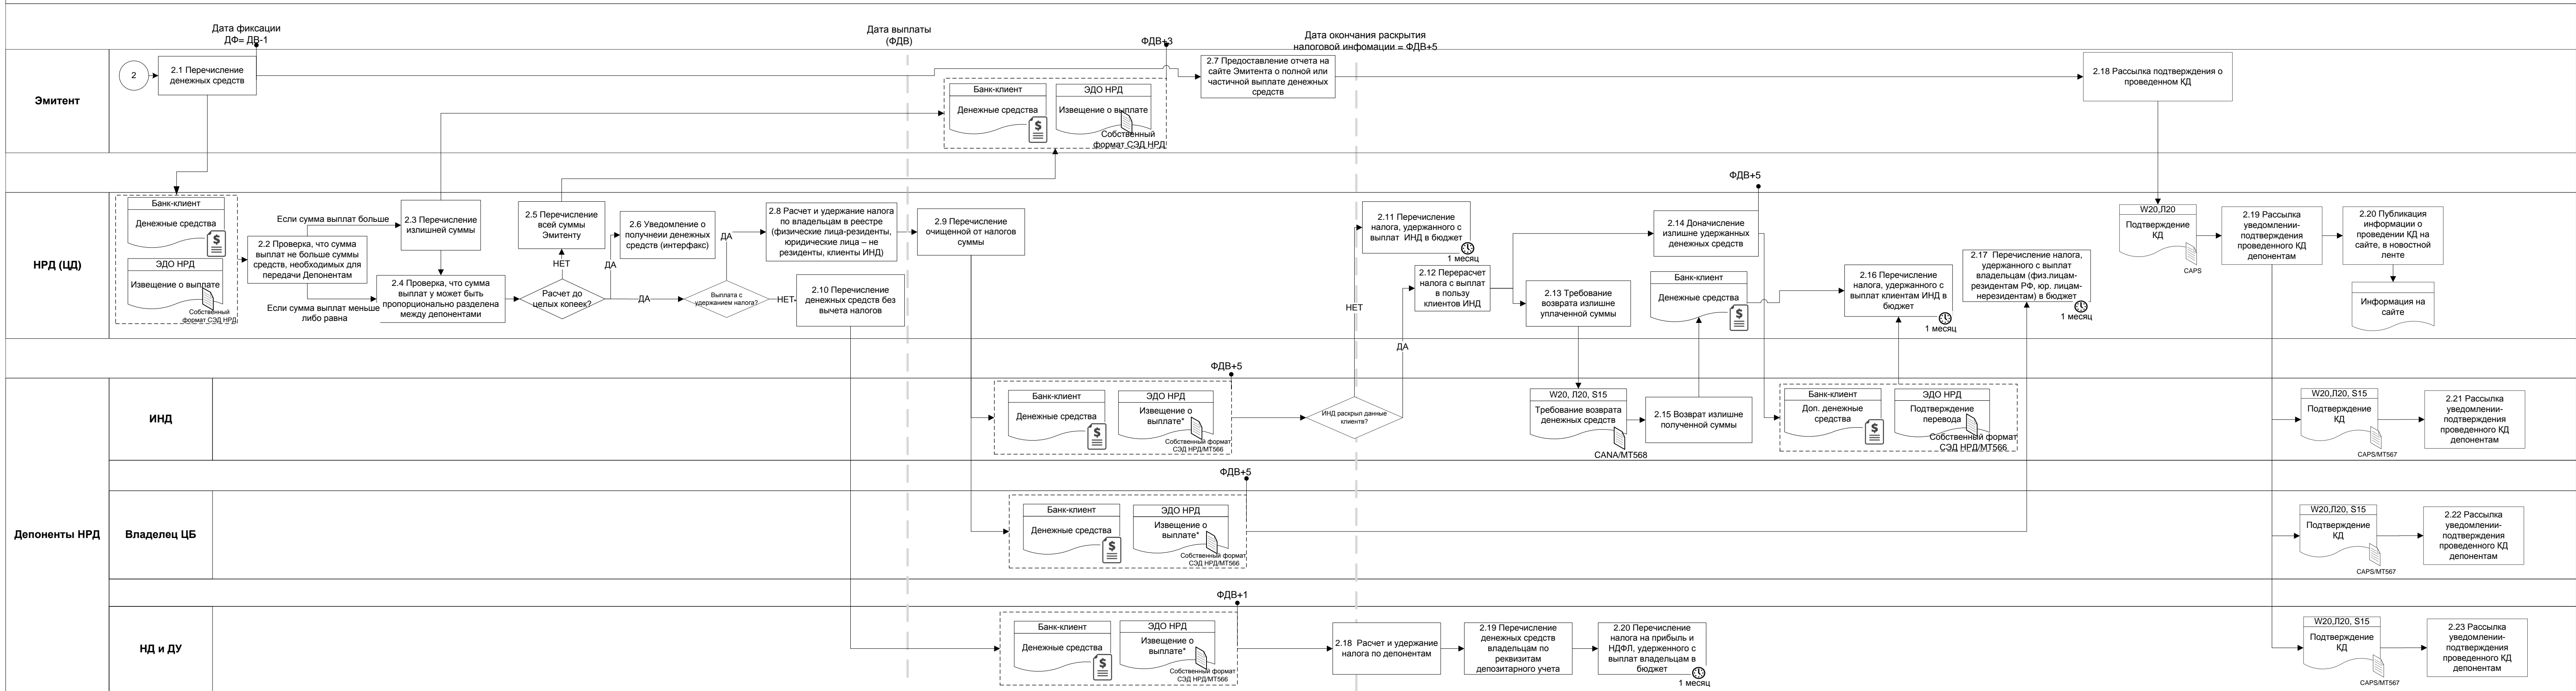 Дата фиксации
ДФ= ДВ-1
Дата выплаты
(ФДВ)
ФДВ+3
Дата окончания раскрытия
налоговой инфомации = ФДВ+5
Эмитент
2
2.1 Перечисление
денежных средств
Банк-клиент
Денежные средства
ЭДО НРД
Извещение о выплате
Собственный
формат СЭД НРД
2.7 Предоставление отчета на
сайте Эмитента о полной или
частичной выплате денежных
средств
2.18 Рассылка подтверждения о
проведенном КД
НРД (ЦД)
Банк-клиент
Денежные средства
ЭДО НРД
Извещение о выплате
Собственный
формат СЭД НРД
Если сумма выплат больше
2.2 Проверка, что сумма
выплат не больше суммы
средств, необходимых для
передачи Депонентам
Если сумма выплат меньше
либо равна
2.3 Перечисление
излишней суммы
2.4 Проверка, что сумма
выплат у может быть
пропорционально разделена
между депонентами
2.5 Перечисление
всей суммы
Эмитенту
НЕТ
Расчет до
целых копеек?
ДА
ДА
2.6 Уведомление о
получеии денежных
средств (интерфакс)
ДА
Выплата с
удержанием налога?
НЕТ
2.8 Расчет и удержание налога
по владельцам в реестре
(физические лица-резиденты,
юридические лица – не
резиденты, клиенты ИНД)
2.10 Перечисление
денежных средств без
вычета налогов
2.9 Перечисление
очищенной от налогов
суммы
2.11 Перечисление
налога, удержанного с
выплат  ИНД в бюджет
1 месяц
НЕТ
ДА
2.12 Перерасчет
налога с выплат
в пользу
клиентов ИНД
2.13 Требование
возврата излишне
уплаченной суммы
ФДВ+5
2.14 Доначисление
излишне удержанных
денежных средств
Банк-клиент
Денежные средства
2.16 Перечисление
налога, удержанного с
выплат клиентам ИНД в
бюджет
1 месяц
2.17  Перечисление налога,
удержанного с выплат
владельцам (физ.лицам-
резидентам РФ, юр. лицам-
нерезидентам) в бюджет
1 месяц
W20,Л20
Подтверждение
КД
CAPS
2.19 Рассылка
уведомлении-
подтверждения
проведенного КД
депонентам
2.20 Публикация
информации о
проведении КД на
сайте, в новостной
ленте
Информация на
сайте
Депоненты НРД
ИНД
ФДВ+5
Банк-клиент
Денежные средства
ЭДО НРД
Извещение о
выплате*
Собственный формат
СЭД НРД/МТ566
ИНД раскрыл данные
клиентв?
W20, Л20, S15
Требование возврата
денежных средств
CANA/MT568
2.15 Возврат излишне
полученной суммы
Банк-клиент
Доп. денежные
средства
ЭДО НРД
Подтверждение
перевода
Собственный формат
СЭД НРД/МТ566
W20,Л20, S15
Подтверждение
КД
CAPS/MT567
2.21 Рассылка
уведомлении-
подтверждения
проведенного КД
депонентам
Владелец ЦБ
ФДВ+5
Банк-клиент
Денежные средства
ЭДО НРД
Извещение о
выплате*
Собственный формат
СЭД НРД/МТ566
W20,Л20, S15
Подтверждение
КД
CAPS/MT567
2.22 Рассылка
уведомлении-
подтверждения
проведенного КД
депонентам
НД и ДУ
ФДВ+1
Банк-клиент
Денежные средства
ЭДО НРД
Извещение о
выплате*
Собственный формат
СЭД НРД/МТ566
2.18  Расчет и удержание
налога по депонентам
2.19 Перечисление
денежных средств
владельцам по
реквизитам
депозитарного учета
2.20 Перечисление
налога на прибыль и
НДФЛ, удерженного с
выплат владельцам в
бюджет
1 месяц
W20,Л20, S15
Подтверждение
КД
CAPS/MT567
2.23 Рассылка
уведомлении-
подтверждения
проведенного КД
депонентам